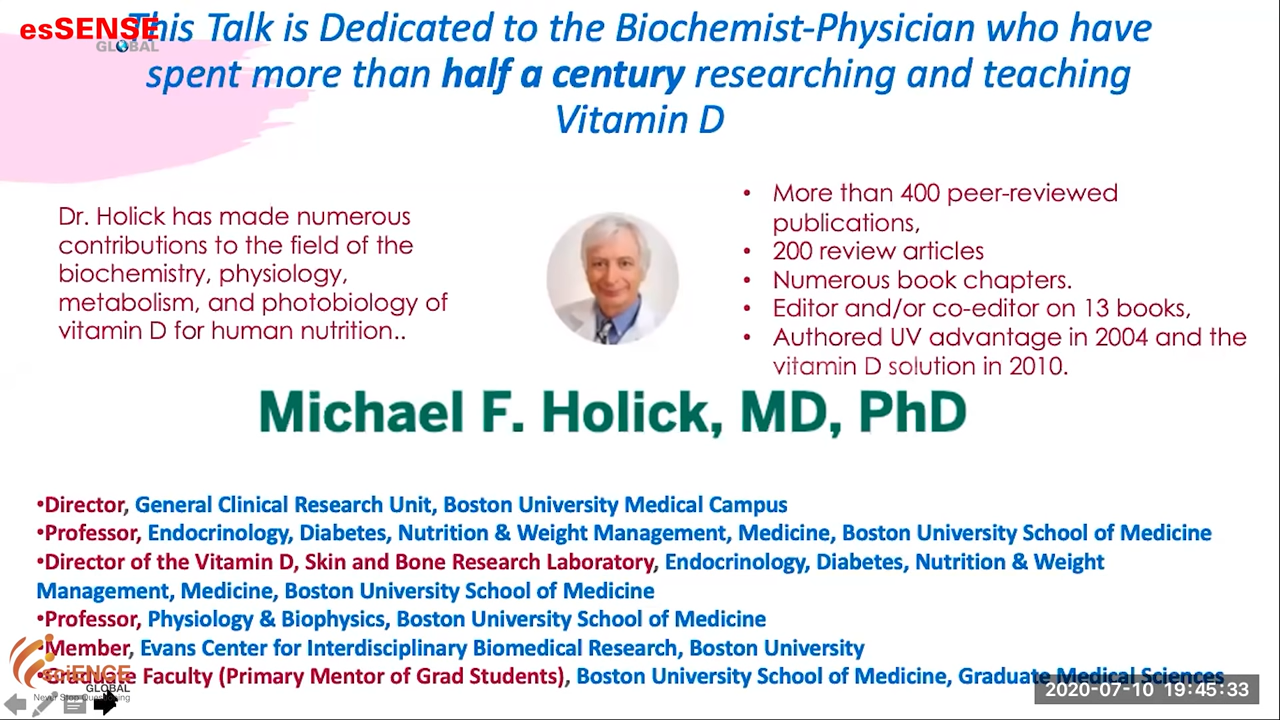 esSENSE
GLOBAL
This Talk is Dedicated to the Biochemist-Physician who have
spent more than half a century researching and teaching
Vitamin D
Dr. Holick has made numerous
contributions to the field of the
biochemistry, physiology,
metabolism, and photobiology of
vitamin D for human nutrition..
• More than 400 peer-reviewed
publications,
• 200 review articles
• Numerous book chapters.
• Editor and/or co-editor on 13 books,
• Authored UV advantage in 2004 and the
vitamin D solution in 2010.
Michael F. Holick, MD, PhD
•Director, General Clinical Research Unit, Boston University Medical Campus
•Professor, Endocrinology, Diabetes, Nutrition & Weight Management, Medicine, Boston University School of Medicine
•Director of the Vitamin D, Skin and Bone Research Laboratory, Endocrinology, Diabetes, Nutrition & Weight
Management, Medicine, Boston University School of Medicine
•Professor, Physiology & Biophysics, Boston University School of Medicine
•Member, Evans Center for Interdisciplinary Biomedical Research, Boston University
•Graduate Faculty (Primary Mentor of Grad Students), Boston University School of Medicine, Graduate Medical Sciences
sciENGE
GLOBAL
Never Stop Questioning
2020-07-10 19:45:33